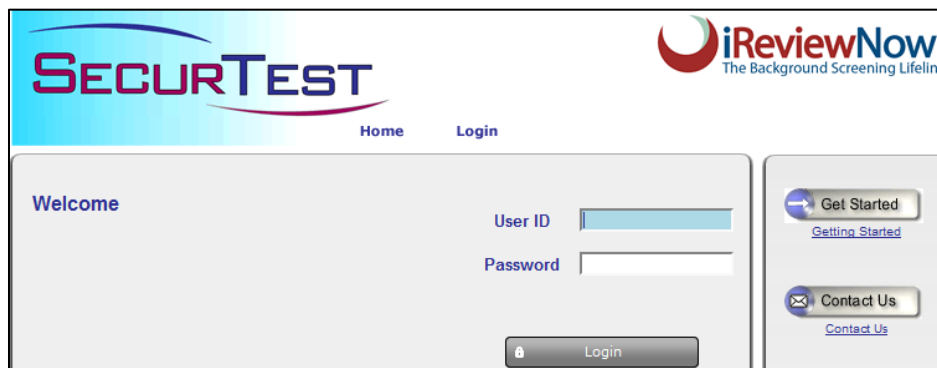 SECURTEST
iReviewNow
The Background Screening Lifelin
Home Login
Welcome
User ID
Password
Login
Get Started
Getting Started
Contact Us
Contact Us